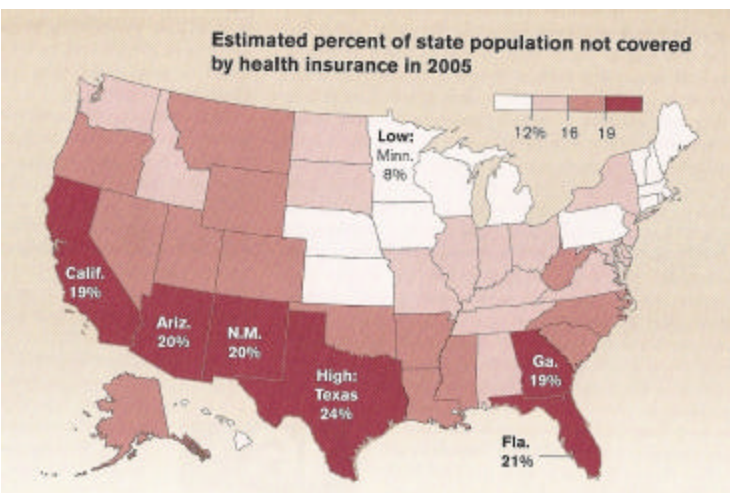 Estimated percent of state population not covered
by health insurance in 2005
12% 16 19
Low:
Minn.
8%
Calif.
19%
Ariz.
20%
N.M.
20%
High:
Texas
24%
Ga.
19%
Fla.
21%